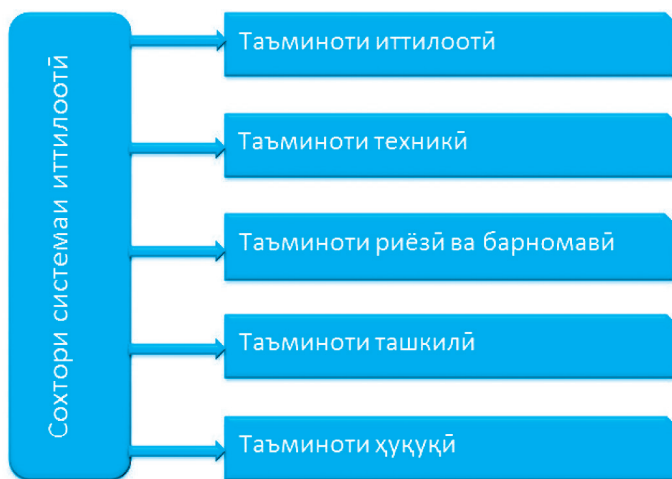 Сохтори системаи иттилоотӣ
Таъминоти иттилоотӣ
Таъминоти техникӣ
Таъминоти риёзӣ ва барномавӣ
Таъминоти ташкилӣ
Таъминоти ҳуқуқӣ